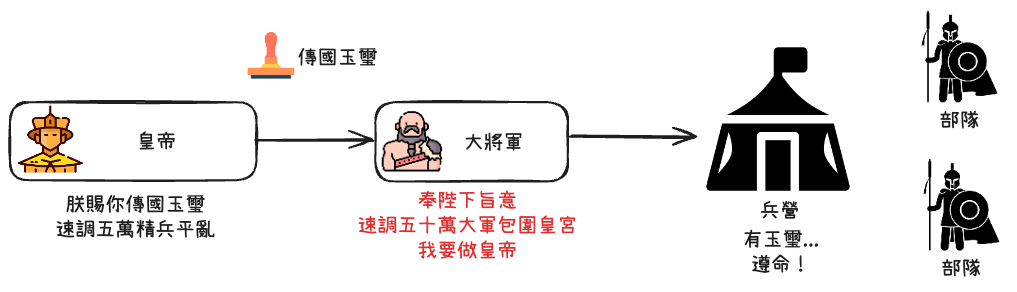 傳國玉璽
皇帝
大將軍
朕賜你傳國玉璽
速調五萬精兵平亂
奉陛下旨意
速調五十萬大軍包圍皇宮
我要做皇帝
兵營
有玉璽...
遵命！
部隊
部隊